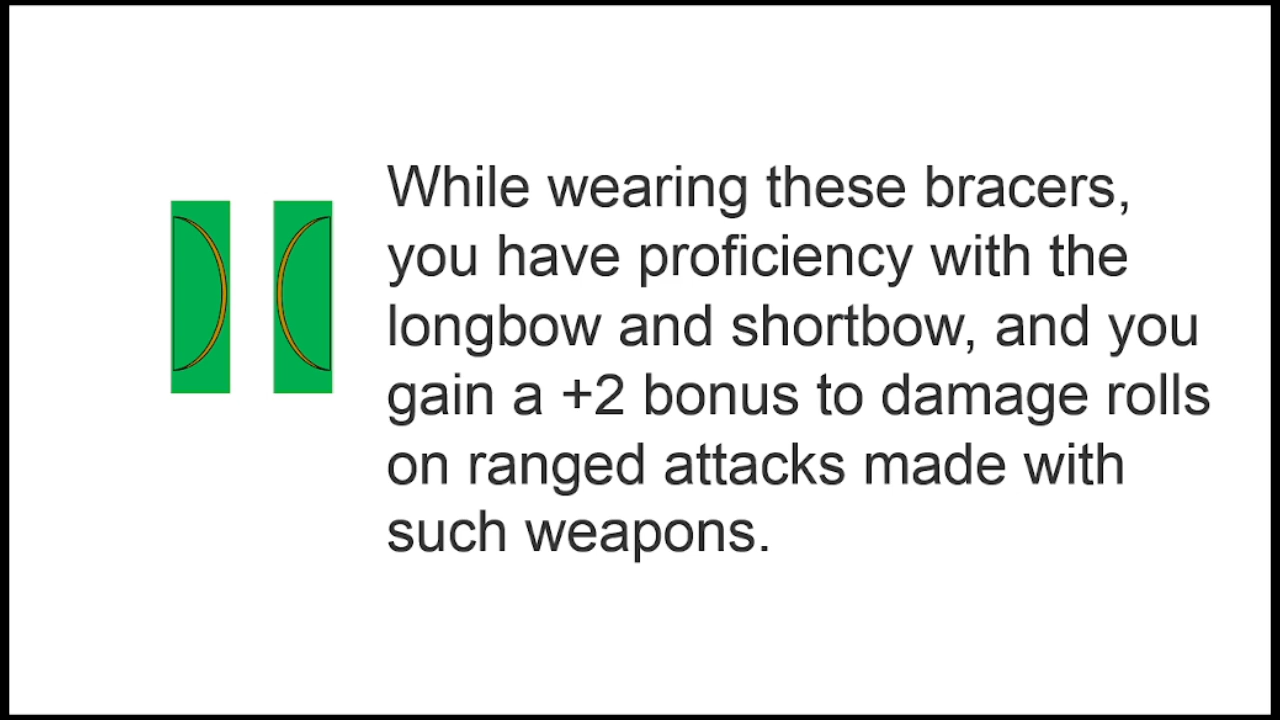 While wearing these bracers,
you have proficiency with the
longbow and shortbow, and you
gain a +2 bonus to damage rolls
on ranged attacks made with
such weapons.